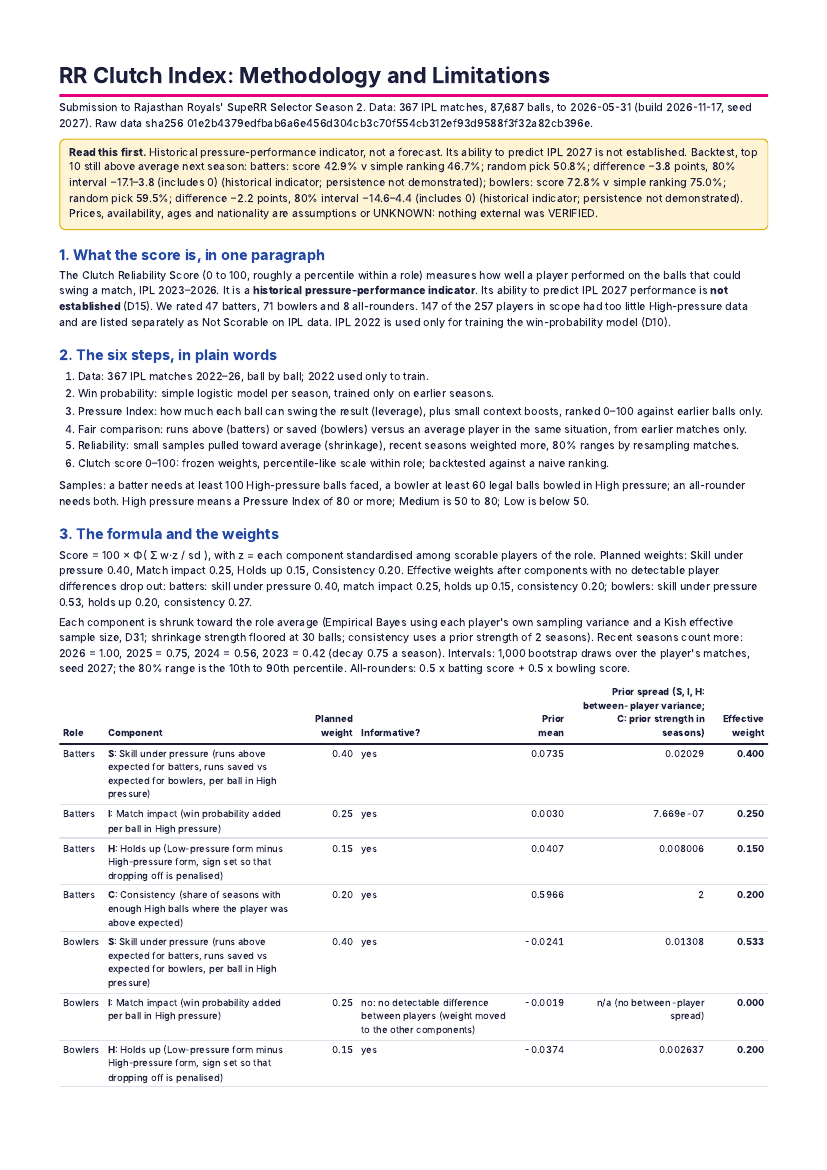 RR Clutch Index: Methodology and Limitations
Submission to Rajasthan Royals' SupeRR Selector Season 2. Data: 367 IPL matches, 87,687 balls, to 2026-05-31 (build 2026-11-17, seed
2027). Raw data sha256 01e2b4379edfbab6a6e456d304cb3c70f554cb312ef93d9588f3f32a82cb396e.
Read this first. Historical pressure-performance indicator, not a forecast. Its ability to predict IPL 2027 is not established. Backtest, top
10 still above average next season: batters: score 42.9% v simple ranking 46.7%; random pick 50.8%; difference −3.8 points, 80%
interval −17.1–3.8 (includes 0) (historical indicator; persistence not demonstrated); bowlers: score 72.8% v simple ranking 75.0%;
random pick 59.5%; difference −2.2 points, 80% interval −14.6–4.4 (includes 0) (historical indicator; persistence not demonstrated).
Prices, availability, ages and nationality are assumptions or UNKNOWN: nothing external was VERIFIED.
1. What the score is, in one paragraph
The Clutch Reliability Score (0 to 100, roughly a percentile within a role) measures how well a player performed on the balls that could
swing a match, IPL 2023–2026. It is a historical pressure-performance indicator. Its ability to predict IPL 2027 performance is not
established (D15). We rated 47 batters, 71 bowlers and 8 all-rounders. 147 of the 257 players in scope had too little High-pressure data
and are listed separately as Not Scorable on IPL data. IPL 2022 is used only for training the win-probability model (D10).
2. The six steps, in plain words
1. Data: 367 IPL matches 2022–26, ball by ball; 2022 used only to train.
2. Win probability: simple logistic model per season, trained only on earlier seasons.
3. Pressure Index: how much each ball can swing the result (leverage), plus small context boosts, ranked 0–100 against earlier balls only.
4. Fair comparison: runs above (batters) or saved (bowlers) versus an average player in the same situation, from earlier matches only.
5. Reliability: small samples pulled toward average (shrinkage), recent seasons weighted more, 80% ranges by resampling matches.
6. Clutch score 0–100: frozen weights, percentile-like scale within role; backtested against a naive ranking.
Samples: a batter needs at least 100 High-pressure balls faced, a bowler at least 60 legal balls bowled in High pressure; an all-rounder
needs both. High pressure means a Pressure Index of 80 or more; Medium is 50 to 80; Low is below 50.
3. The formula and the weights
Score = 100 × Φ( Σ w·z / sd ), with z = each component standardised among scorable players of the role. Planned weights: Skill under
pressure 0.40, Match impact 0.25, Holds up 0.15, Consistency 0.20. Effective weights after components with no detectable player
differences drop out: batters: skill under pressure 0.40, match impact 0.25, holds up 0.15, consistency 0.20; bowlers: skill under pressure
0.53, holds up 0.20, consistency 0.27.
Each component is shrunk toward the role average (Empirical Bayes using each player's own sampling variance and a Kish effective
sample size, D31; shrinkage strength floored at 30 balls; consistency uses a prior strength of 2 seasons). Recent seasons count more:
2026 = 1.00, 2025 = 0.75, 2024 = 0.56, 2023 = 0.42 (decay 0.75 a season). Intervals: 1,000 bootstrap draws over the player's matches,
seed 2027; the 80% range is the 10th to 90th percentile. All-rounders: 0.5 x batting score + 0.5 x bowling score.
Prior spread (S, I, H:
between-player variance;
Planned Prior C: prior strength in Effective
Role Component weight Informative? mean seasons) weight
Batters S: Skill under pressure (runs above 0.40 yes 0.0735 0.02029 0.400
expected for batters, runs saved vs
expected for bowlers, per ball in High
pressure)
Batters I: Match impact (win probability added 0.25 yes 0.0030 7.669e-07 0.250
per ball in High pressure)
Batters H: Holds up (Low-pressure form minus 0.15 yes 0.0407 0.008006 0.150
High-pressure form, sign set so that
dropping off is penalised)
Batters C: Consistency (share of seasons with 0.20 yes 0.5966 2 0.200
enough High balls where the player was
above expected)
Bowlers S: Skill under pressure (runs above 0.40 yes -0.0241 0.01308 0.533
expected for batters, runs saved vs
expected for bowlers, per ball in High
pressure)
Bowlers I: Match impact (win probability added 0.25 no: no detectable difference -0.0019 n/a (no between-player 0.000
per ball in High pressure) between players (weight moved spread)
to the other components)
Bowlers H: Holds up (Low-pressure form minus 0.15 yes -0.0374 0.002637 0.200
High-pressure form, sign set so that
dropping off is penalised)